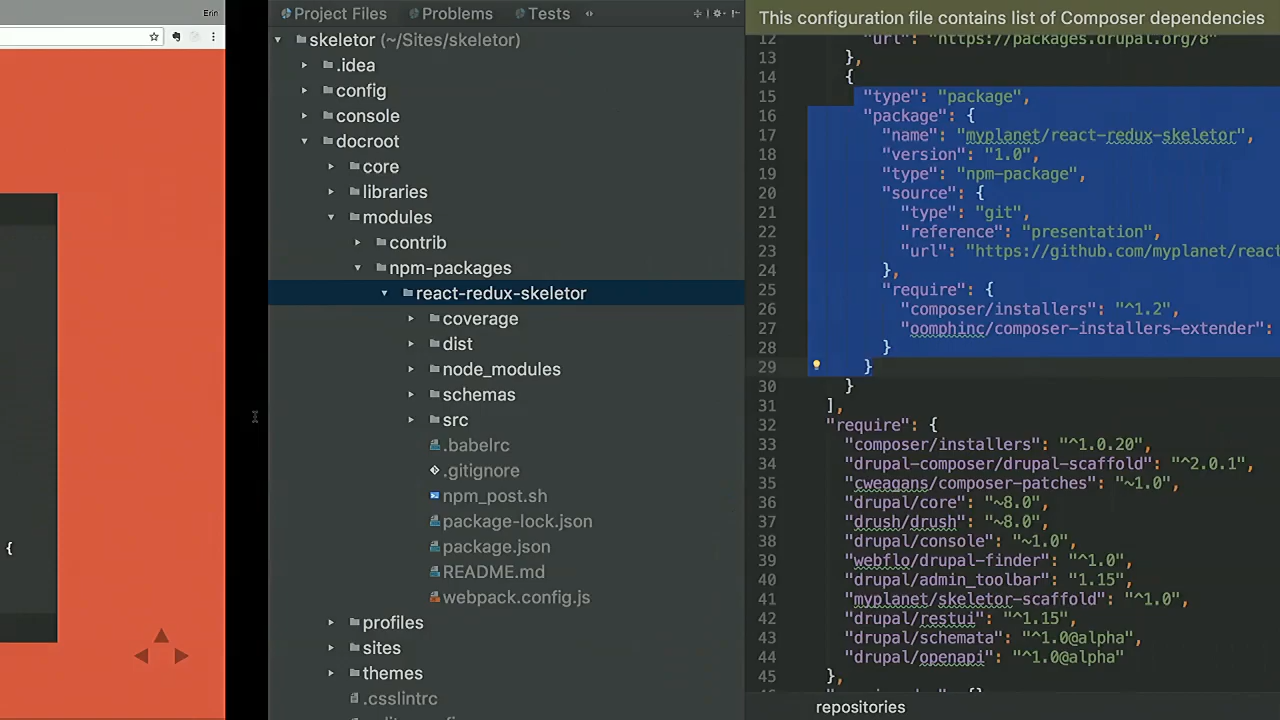 Erin
{
Project Files
Problems
Tests
skeletor (~/Sites/skeletor)
.idea
config
console
docroot
core
libraries
modules
contrib
npm-packages
react-redux-skeletor
coverage
dist
node_modules
schemas
src
.babelrc
.gitignore
npm_post.sh
package-lock.json
package.json
README.md
webpack.config.js
profiles
sites
themes
.csslintrc
This configuration file contains list of Composer dependencies
12 "url": "https://packages.drupal.org/8"
13 },
14 {
15 "type": "package",
16 "package": {
17 "name": "myplanet/react-redux-skeletor",
18 "version": "1.0",
19 "type": "npm-package",
20 "source": {
21 "type": "git",
22 "reference": "presentation",
23 "url": "https://github.com/myplanet/react
24 },
25 "require": {
26 "composer/installers": "^1.2",
27 "oomphinc/composer-installers-extender":
28 }
29 }
30 }
31 ],
32 "require": {
33 "composer/installers": "^1.0.20",
34 "drupal-composer/drupal-scaffold": "^2.0.1",
35 "cweagans/composer-patches": "~1.0",
36 "drupal/core": "~8.0",
37 "drush/drush": "~8.0",
38 "drupal/console": "~1.0",
39 "webflo/drupal-finder": "^1.0",
40 "drupal/admin_toolbar": "1.15",
41 "myplanet/skeletor-scaffold": "^1.0",
42 "drupal/restui": "^1.15",
43 "drupal/schemata": "^1.0@alpha",
44 "drupal/openapi": "^1.0@alpha"
45 },
repositories